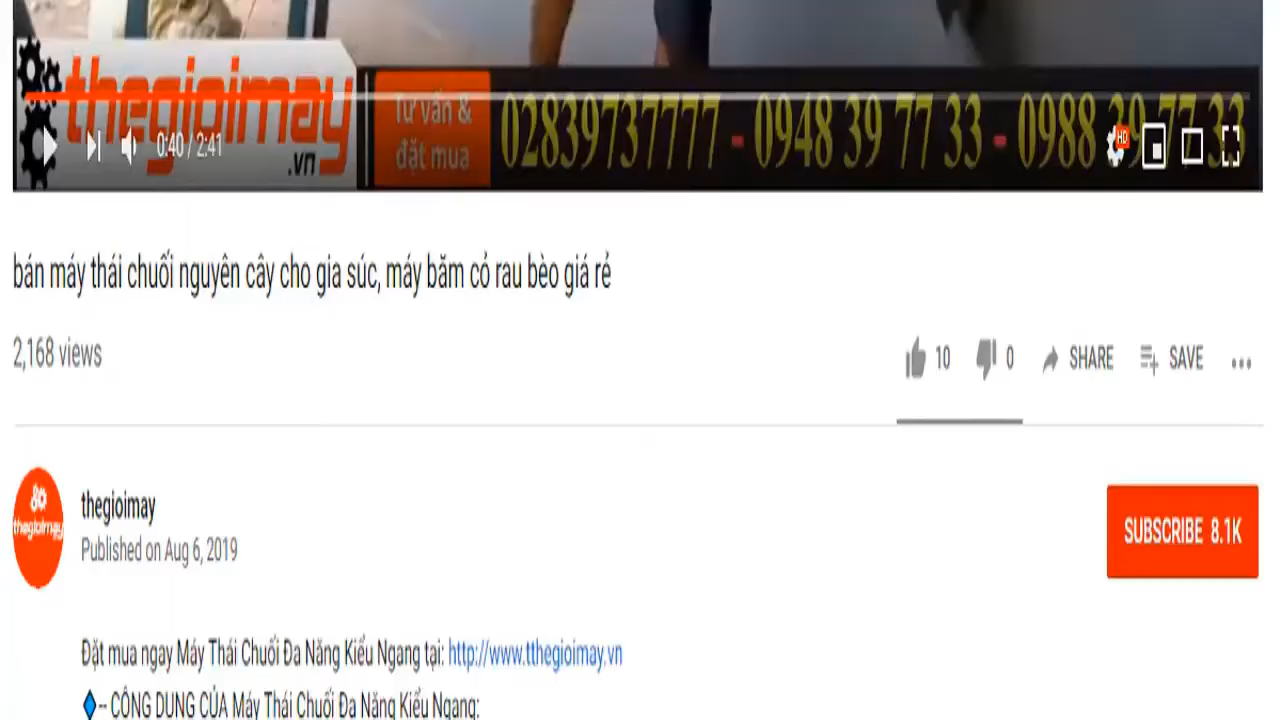 thegioimay
.vn
Tư vấn & đặt mua
02839737777 - 0948 39 77 33 - 0988 39 77 33
0:40 / 2:41
HD
bán máy thái chuối nguyên cây cho gia súc, máy băm cỏ rau bèo giá rẻ
2,168 views
10 0 SHARE SAVE
thegioimay
thegioimay
Published on Aug 6, 2019
SUBSCRIBE 8.1K
Đặt mua ngay Máy Thái Chuối Đa Năng Kiểu Ngang tại: http://www.tthegioimay.vn
-- CÔNG DỤNG CỦA Máy Thái Chuối Đa Năng Kiểu Ngang: